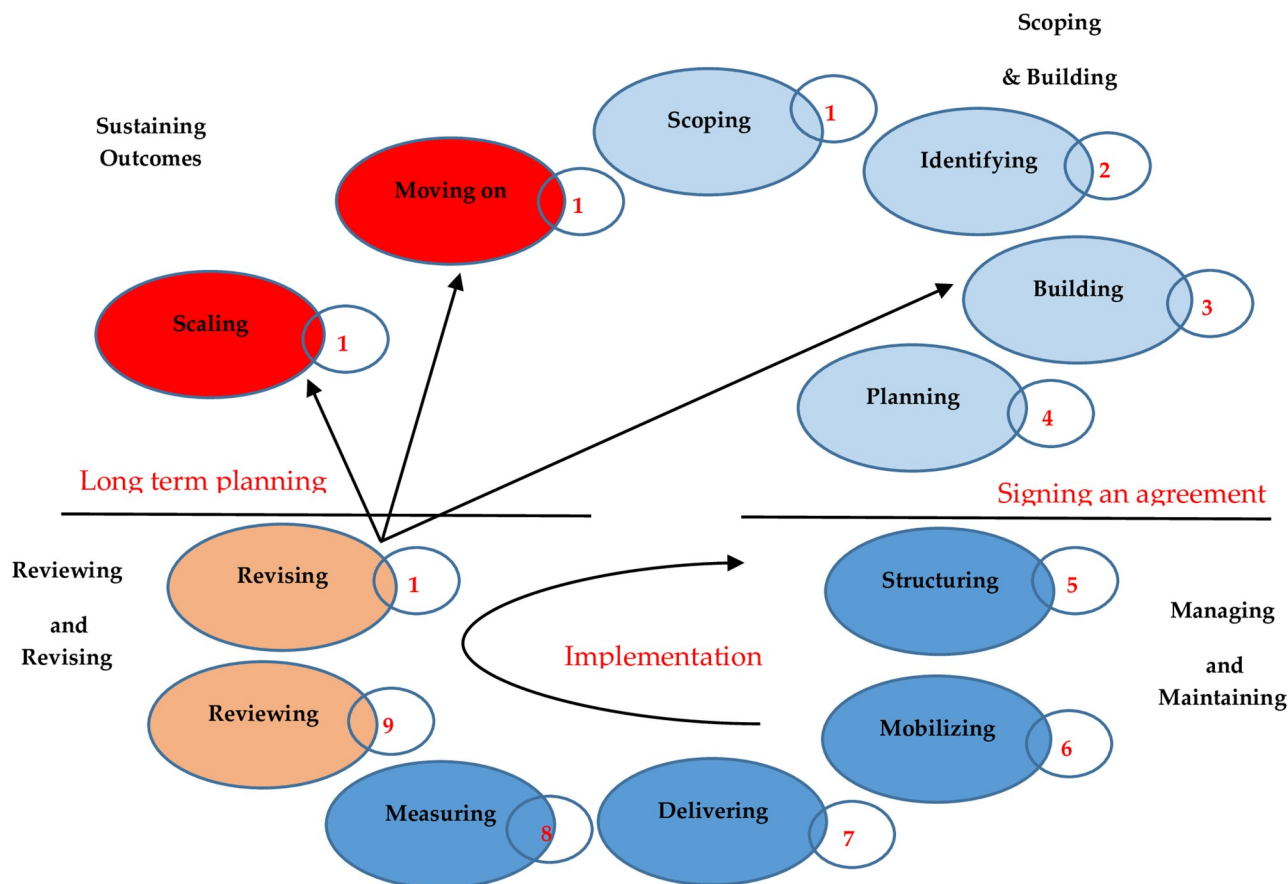 Scoping
& Building
Sustaining
Outcomes
Scoping
1
Identifying
2
Moving on
1
Building
3
Scaling
1
Planning
4
Long term planning
Signing an agreement
Reviewing
and
Revising
Revising
1
Structuring
5
Managing
and
Maintaining
Implementation
Reviewing
9
Mobilizing
6
Measuring
8
Delivering
7